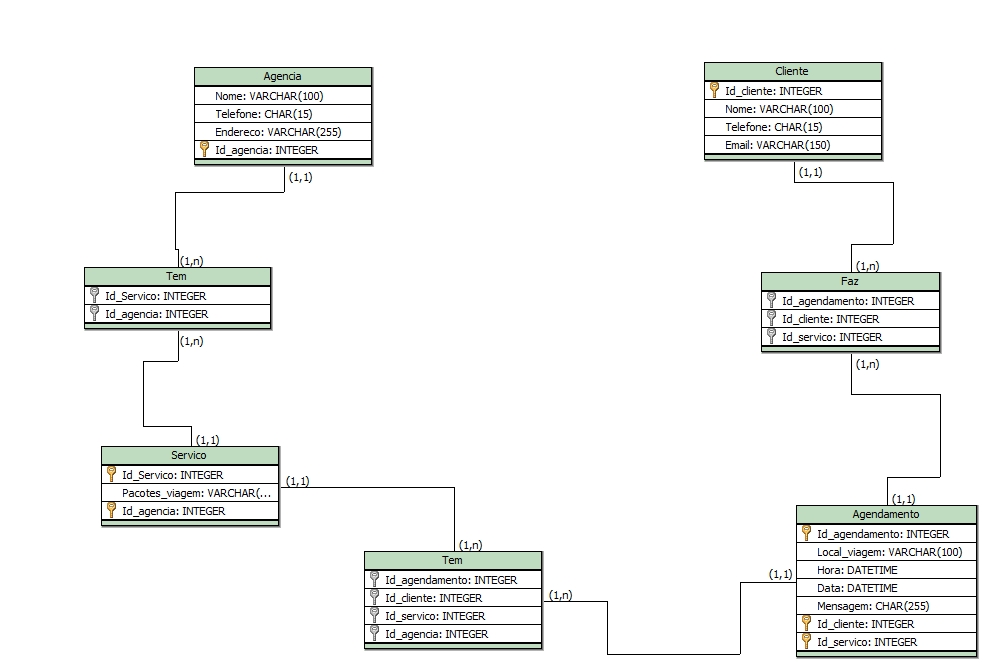 Agencia
Nome: VARCHAR(100)
Telefone: CHAR(15)
Endereco: VARCHAR(255)
Id_agencia: INTEGER
(1,1)
(1,n)
Tem
Id_Servico: INTEGER
Id_agencia: INTEGER
(1,n)
(1,1)
Servico
Id_Servico: INTEGER
Pacotes_viagem: VARCHAR(...
Id_agencia: INTEGER
(1,1)
(1,n)
Tem
Id_agendamento: INTEGER
Id_cliente: INTEGER
Id_servico: INTEGER
Id_agencia: INTEGER
(1,n)
Cliente
Id_cliente: INTEGER
Nome: VARCHAR(100)
Telefone: CHAR(15)
Email: VARCHAR(150)
(1,1)
(1,n)
Faz
Id_agendamento: INTEGER
Id_cliente: INTEGER
Id_servico: INTEGER
(1,n)
(1,1)
Agendamento
Id_agendamento: INTEGER
Local_viagem: VARCHAR(100)
Hora: DATETIME
Data: DATETIME
Mensagem: CHAR(255)
Id_cliente: INTEGER
Id_servico: INTEGER
(1,1)